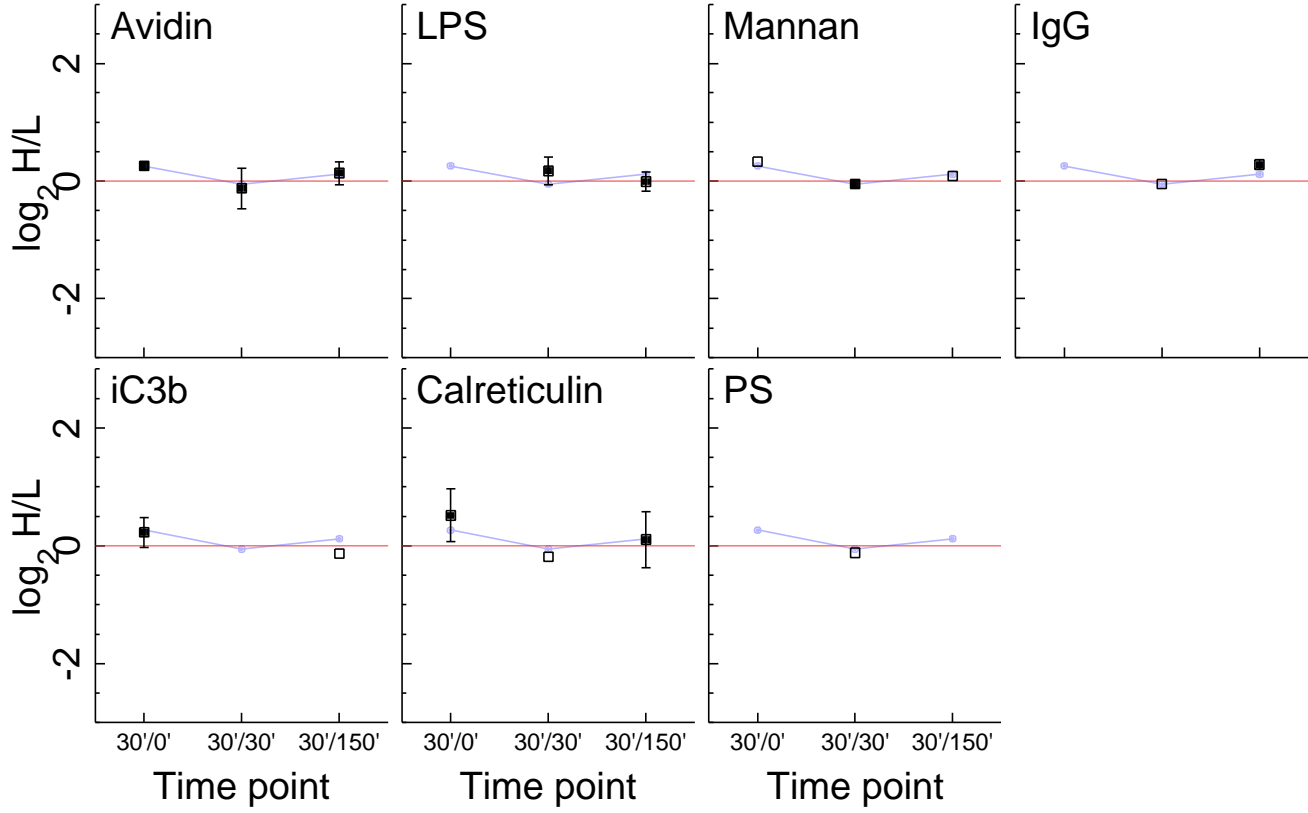 Avidin LPS Mannan IgG
log2 H/L
2
0
-2
iC3b Calreticulin PS
log2 H/L
2
0
-2
30'/0' 30'/30' 30'/150' 30'/0' 30'/30' 30'/150' 30'/0' 30'/30' 30'/150'
Time point Time point Time point